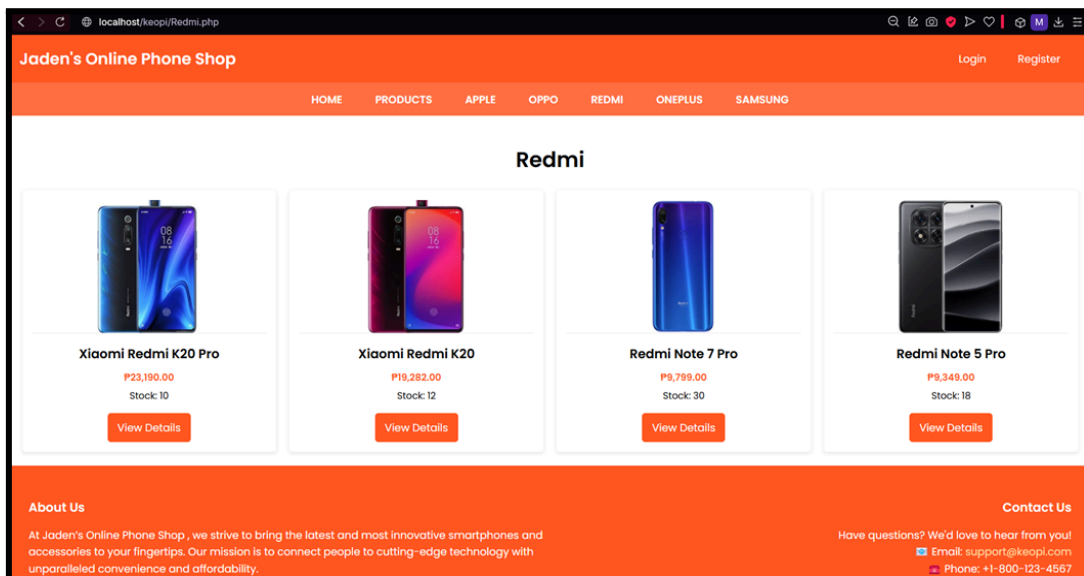 localhost/keopi/Redmi.php
M
Jaden's Online Phone Shop
Login Register
HOME PRODUCTS APPLE OPPO REDMI ONEPLUS SAMSUNG
Redmi
08
16
08
16
Xiaomi Redmi K20 Pro
₱23,190.00
Stock: 10
View Details
Xiaomi Redmi K20
₱19,282.00
Stock: 12
View Details
Redmi Note 7 Pro
₱9,799.00
Stock: 30
View Details
Redmi Note 5 Pro
₱9,349.00
Stock: 18
View Details
About Us
At Jaden's Online Phone Shop , we strive to bring the latest and most innovative smartphones and
accessories to your fingertips. Our mission is to connect people to cutting-edge technology with
unparalleled convenience and affordability.
Contact Us
Have questions? We'd love to hear from you!
📧 Email: support@keopi.com
☎️ Phone: +1-800-123-4567